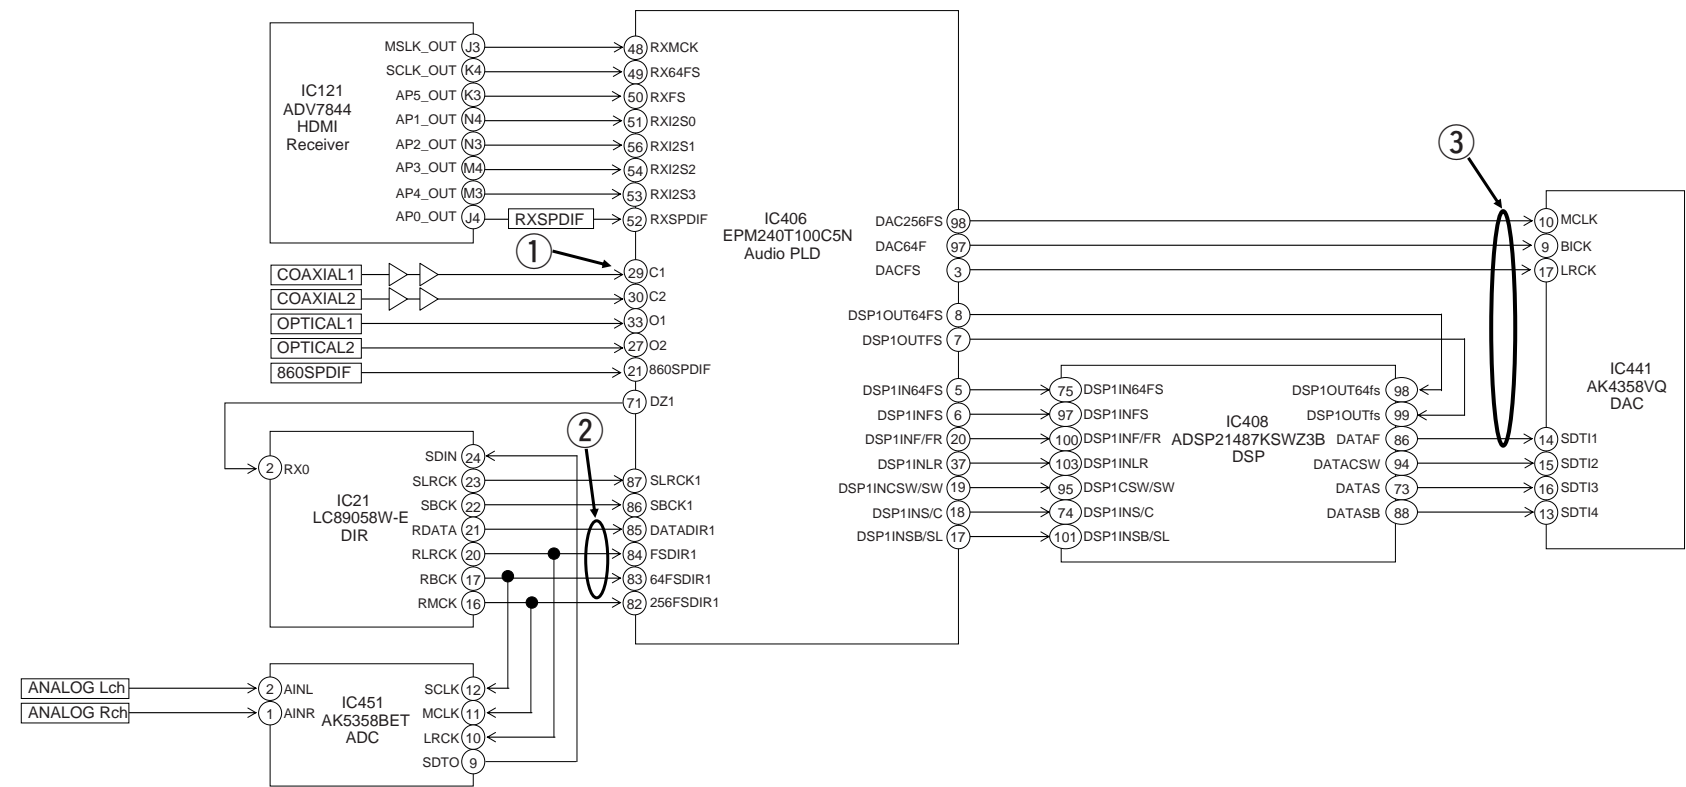 IC121
ADV7844
HDMI
Receiver
MSLK_OUT J3
SCLK_OUT K4
AP5_OUT K3
AP1_OUT N4
AP2_OUT N3
AP3_OUT M4
AP4_OUT M3
AP0_OUT J4
RXSPDIF
48 RXMCK
49 RX64FS
50 RXFS
51 RXI2S0
56 RXI2S1
54 RXI2S2
53 RXI2S3
52 RXSPDIF
1
COAXIAL1
COAXIAL2
OPTICAL1
OPTICAL2
860SPDIF
29 C1
30 C2
33 O1
27 O2
21 860SPDIF
71 DZ1
IC406
EPM240T100C5N
Audio PLD
2
2 RX0
IC21
LC89058W-E
DIR
SDIN 24
SLRCK 23
SBCK 22
RDATA 21
RLRCK 20
RBCK 17
RMCK 16
87 SLRCK1
86 SBCK1
85 DATADIR1
84 FSDIR1
83 64FSDIR1
82 256FSDIR1
ANALOG Lch
ANALOG Rch
2 AINL
1 AINR
IC451
AK5358BET
ADC
SCLK 12
MCLK 11
LRCK 10
SDTO 9
DAC256FS 98
DAC64F 97
DACFS 3
DSP1OUT64FS 8
DSP1OUTFS 7
DSP1IN64FS 5
DSP1INFS 6
DSP1INF/FR 20
DSP1INLR 37
DSP1INCSW/SW 19
DSP1INS/C 18
DSP1INSB/SL 17
75 DSP1IN64FS
97 DSP1INFS
100 DSP1INF/FR
103 DSP1INLR
95 DSP1CSW/SW
74 DSP1INS/C
101 DSP1INSB/SL
IC408
ADSP21487KSWZ3B
DSP
DSP1OUT64fs 98
DSP1OUTfs 99
DATAF 86
DATACSW 94
DATAS 73
DATASB 88
3
10 MCLK
9 BICK
17 LRCK
IC441
AK4358VQ
DAC
14 SDTI1
15 SDTI2
16 SDTI3
13 SDTI4